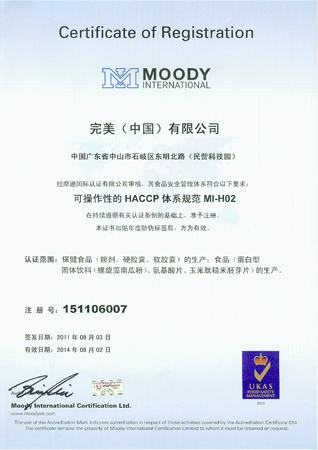 Certificate of Registration
MOODY
INTERNATIONAL
完美（中国）有限公司
中国广东省中山市石岐区东明北路（民营科技园）
经摩迪国际认证有限公司审核，其食品安全管理体系符合以下要求：
可操作性的 HACCP 体系规范 MI-H02
在持续遵循有关认证条例的基础上，准予注册。
本证书如贴年度防伪标签后，方为有效。
认证范围：保健食品（粉剂、硬胶囊、软胶囊）的生产；食品（蛋白型
固体饮料（螺旋藻南瓜粉）、氨基酸片、玉米肽糯米胚芽片）的生产。
注 册 号：151106007
签发日期：2011 年 08 月 03 日
有效日期：2014 年 08 月 02 日
Moody International Certification Ltd.
www.moodyint.com
UKAS
FOOD SAFETY
MANAGEMENT
The use of the Accreditation Mark indicates accreditation in respect of those activities covered by the Accreditation Certificate 014
The certificate remains the property of Moody International Certification Limited to whom it must be returned on request.